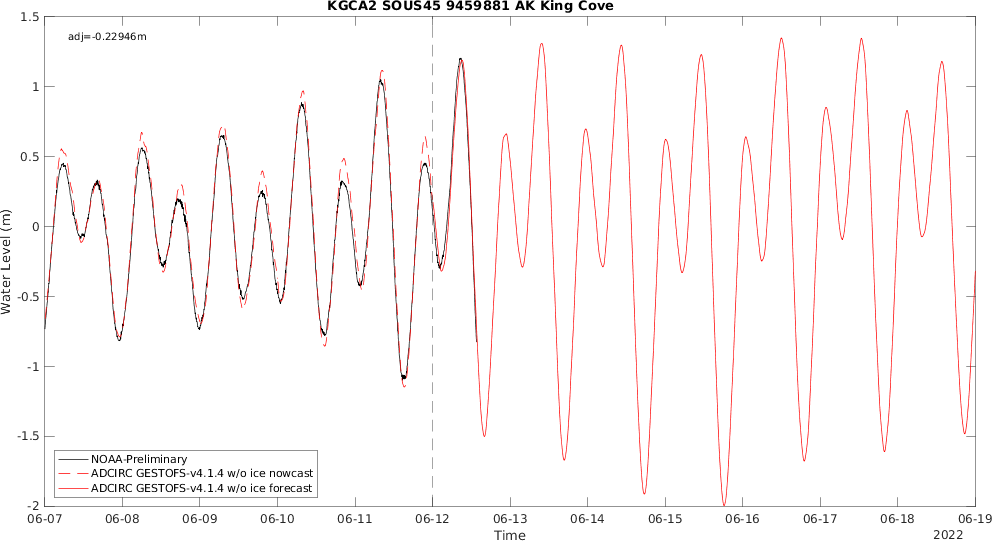 KGCA2 SOUS45 9459881 AK King Cove
adj=-0.22946m
1.5
1
0.5
0
-0.5
-1
-1.5
-2
Water Level (m)
NOAA-Preliminary
ADCIRC GESTOFS-v4.1.4 w/o ice nowcast
ADCIRC GESTOFS-v4.1.4 w/o ice forecast
06-07 06-08 06-09 06-10 06-11 06-12 06-13 06-14 06-15 06-16 06-17 06-18 06-19
Time
2022